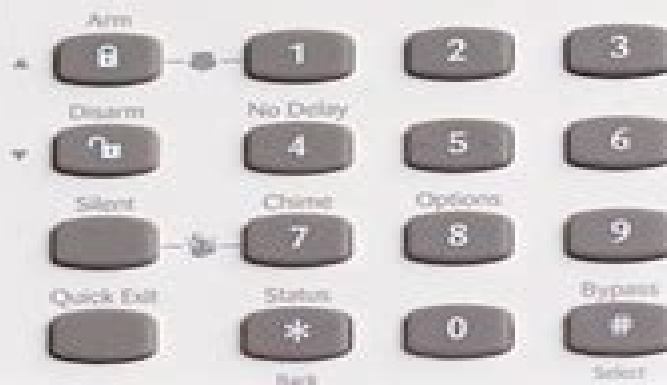 Arm
1 2 3
Disarm No Delay
4 5 6
Silent Chime Options
7 8 9
Quick Exit Status Bypass
* 0 #
Back Select